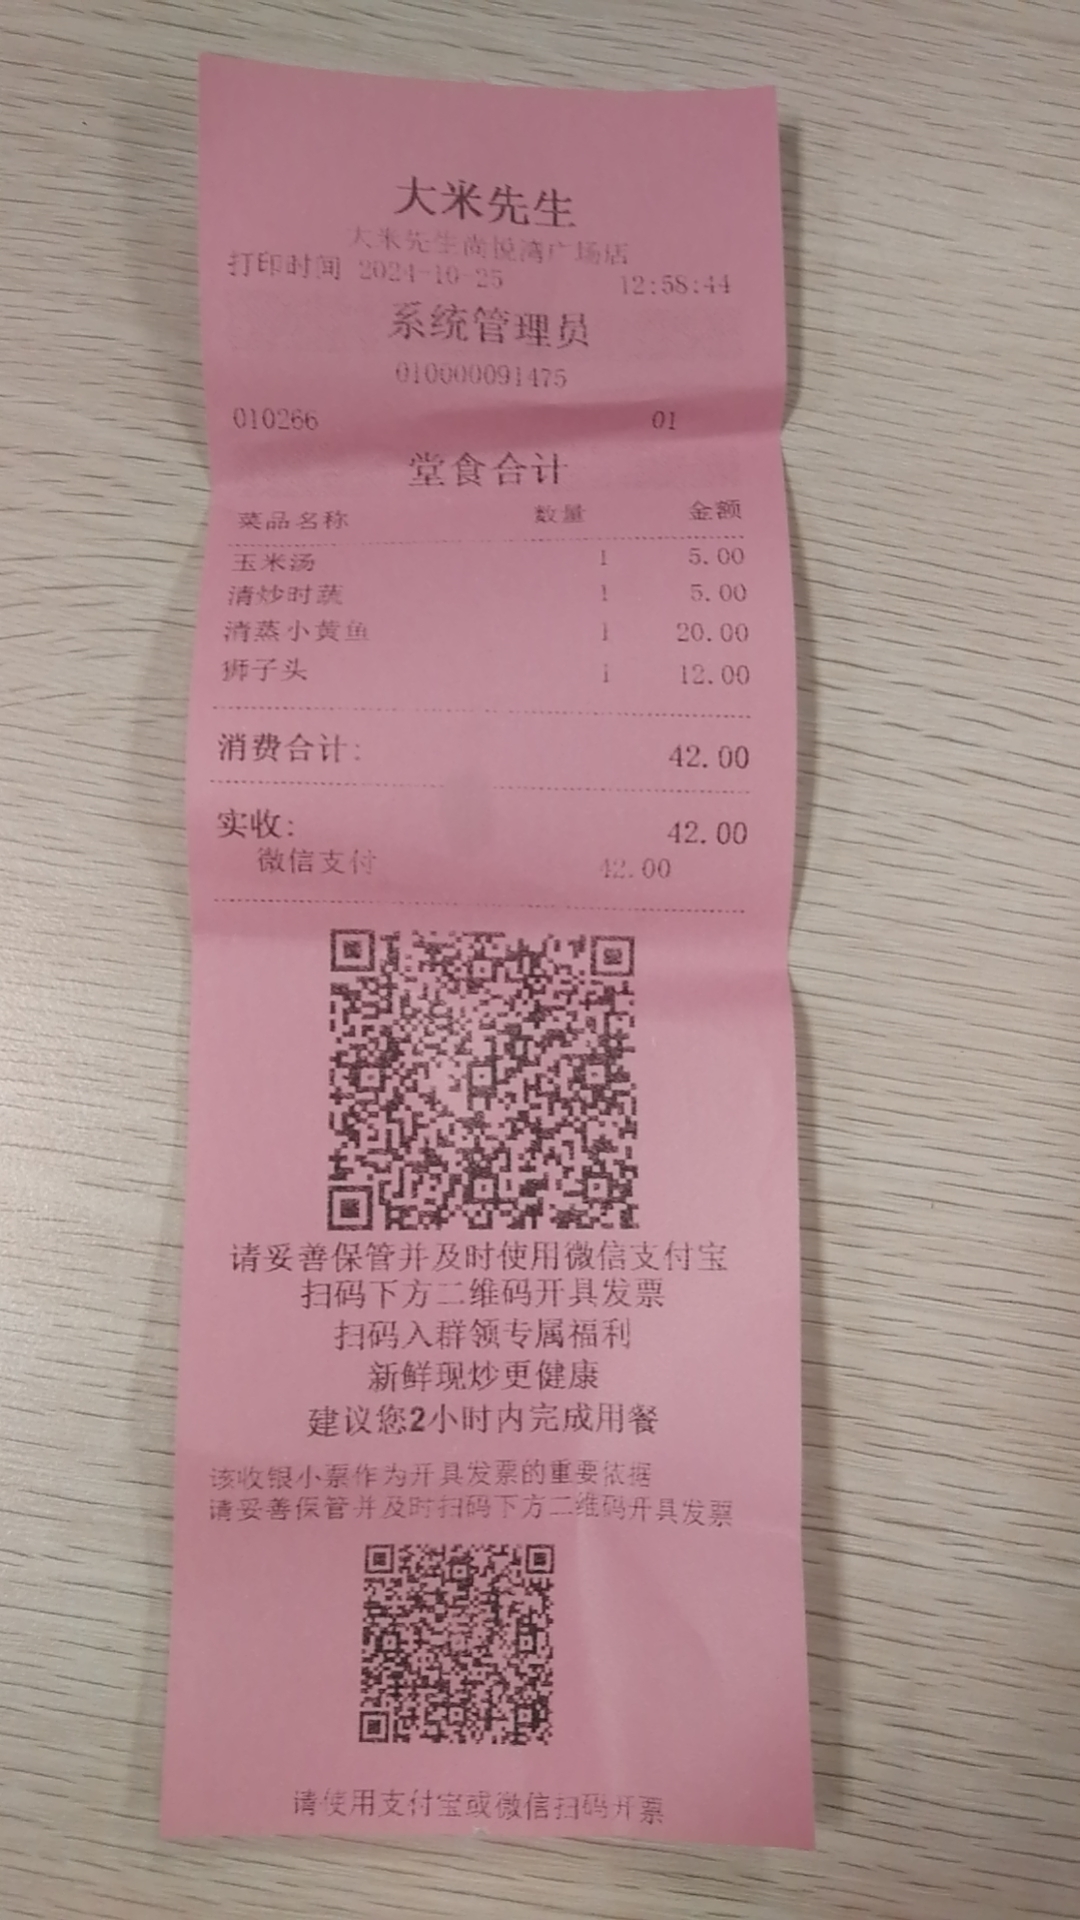 大米先生
大米先生尚悦湾广场店
打印时间 2024-10-25 12:58:44
系统管理员
010000091475
010266 01
堂食合计
菜品名称 数量 金额
玉米汤 1 5.00
清炒时蔬 1 5.00
清蒸小黄鱼 1 20.00
狮子头 1 12.00
消费合计: 42.00
实收: 42.00
微信支付 42.00
请妥善保管并及时使用微信支付宝
扫码下方二维码开具发票
扫码入群领专属福利
新鲜现炒更健康
建议您2小时内完成用餐
该收银小票作为开具发票的重要依据
请妥善保管并及时扫码下方二维码开具发票
请使用支付宝或微信扫码开票